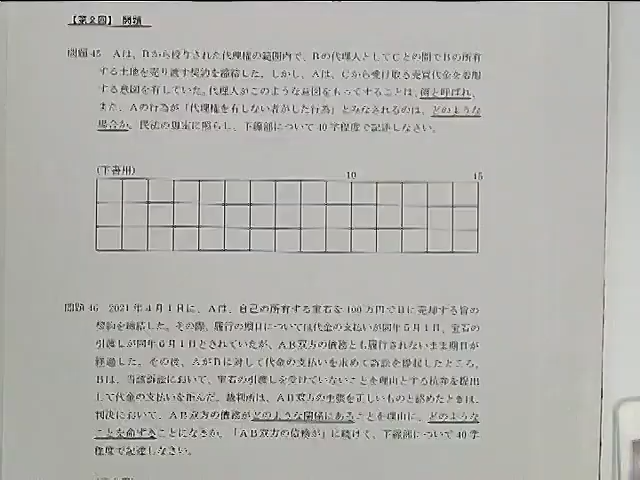 【第2回】 問題
問題45 Aは、Bから授与された代理権の範囲内で、Bの代理人としてCとの間でBの所有
する土地を売り渡す契約を締結した。しかし、Aは、Cから受け取る売買代金を着服
する意図を有していた。代理人がこのような意図をもってすることは、何と呼ばれ、
また、Aの行為が「代理権を有しない者がした行為」とみなされるのは、どのような
場合か。民法の規定に照らし、下線部について40字程度で記述しなさい。
(下書用)
10 15
問題46 2021年4月1日に、Aは、自己の所有する宝石を100万円でBに売却する旨の
契約を締結した。その際、履行の期日については代金の支払いが同年5月1日、宝石の
引渡しが同年6月1日とされていたが、AB双方の債務とも履行されないまま期日が
経過した。その後、AがBに対して代金の支払いを求めて訴訟を提起したところ、
Bは、当該訴訟において、宝石の引渡しを受けていないことを理由とする抗弁を提出
して代金の支払いを拒んだ。裁判所は、AB双方の主張を正しいものと認めたときは、
判決において、AB双方の債務がどのような関係にあることを理由に、どのような
ことを命ずることになるか。「AB双方の債務が」に続けて、下線部について40字
程度で記述しなさい。